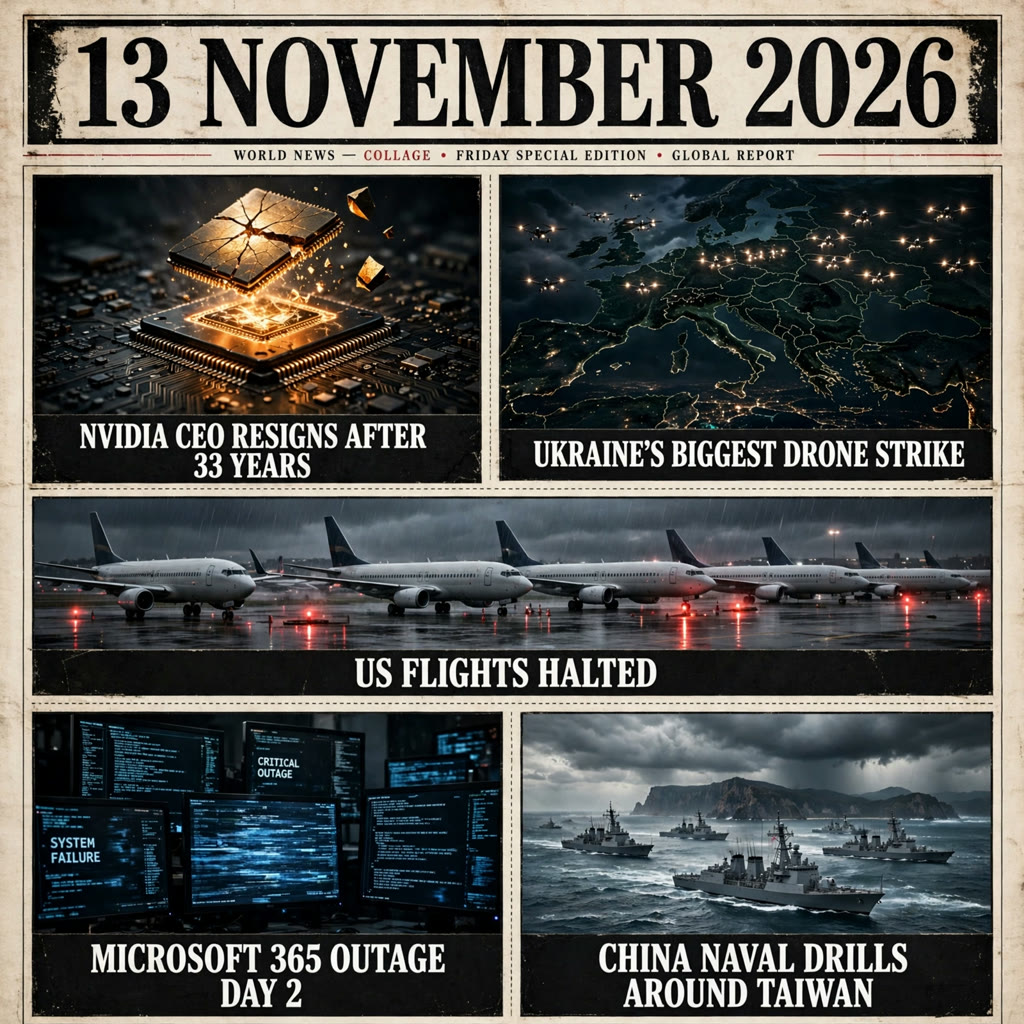 13 NOVEMBER 2026
WORLD NEWS — COLLAGE • FRIDAY SPECIAL EDITION • GLOBAL REPORT
NVIDIA CEO RESIGNS AFTER
33 YEARS
UKRAINE'S BIGGEST DRONE STRIKE
US FLIGHTS HALTED
CRITICAL
OUTAGE
SYSTEM
FAILURE
MICROSOFT 365 OUTAGE
DAY 2
CHINA NAVAL DRILLS
AROUND TAIWAN